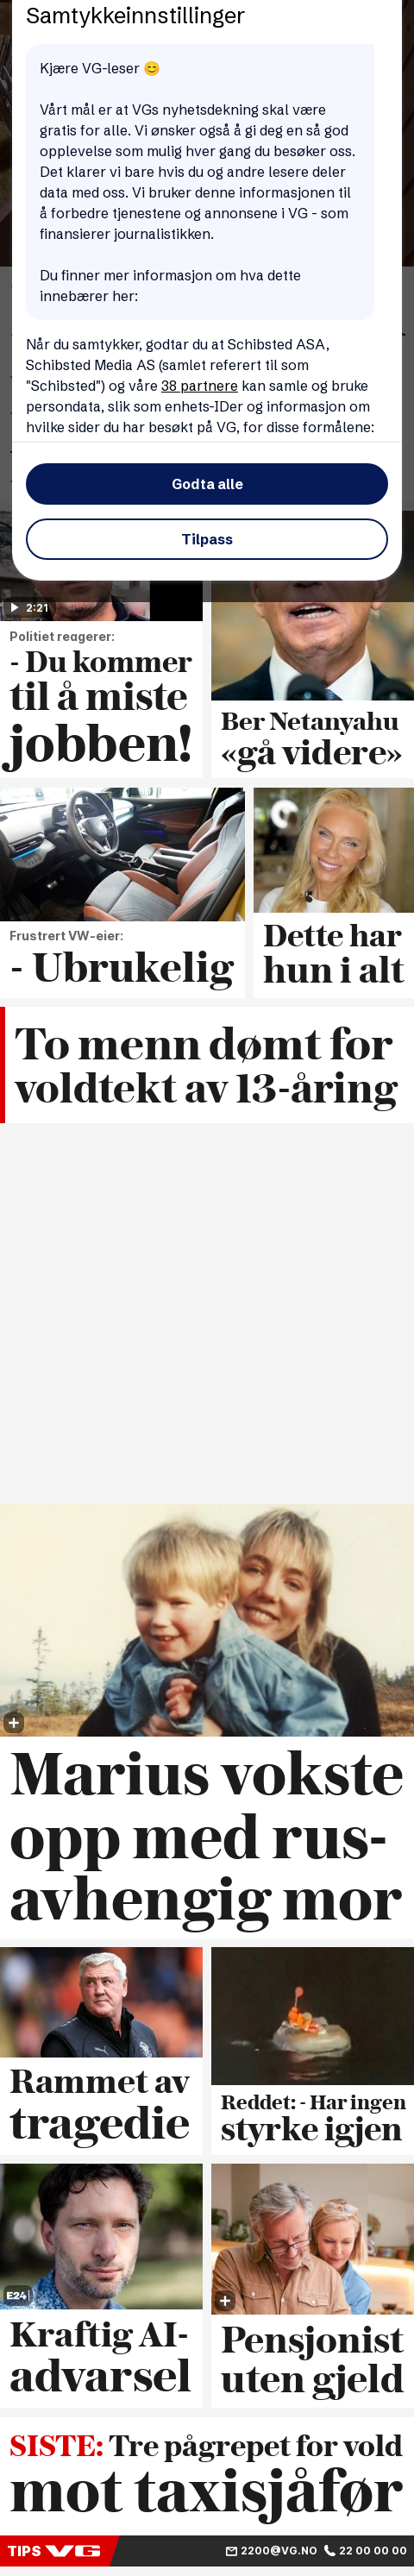 Samtykkeinnstillinger
Kjære VG-leser 😊
Vårt mål er at VGs nyhetsdekning skal være
gratis for alle. Vi ønsker også å gi deg en så god
opplevelse som mulig hver gang du besøker oss.
Det klarer vi bare hvis du og andre lesere deler
data med oss. Vi bruker denne informasjonen til
å forbedre tjenestene og annonsene i VG - som
finansierer journalistikken.
Du finner mer informasjon om hva dette
innebærer her:
Når du samtykker, godtar du at Schibsted ASA,
Schibsted Media AS (samlet referert til som
"Schibsted") og våre 38 partnere kan samle og bruke
persondata, slik som enhets-IDer og informasjon om
hvilke sider du har besøkt på VG, for disse formålene:
Godta alle
Tilpass
2:21
Politiet reagerer:
- Du kommer
til å miste
jobben!
Ber Netanyahu
«gå videre»
Frustrert VW-eier:
- Ubrukelig
Dette har
hun i alt
To menn dømt for
voldtekt av 13-åring
Marius vokste
opp med rus-
avhengig mor
Rammet av
tragedie
Reddet: - Har ingen
styrke igjen
E24
Kraftig AI-
advarsel
Pensjonist
uten gjeld
SISTE: Tre pågrepet for vold
mot taxisjåfør
TIPS VG 2200@VG.NO 22 00 00 00